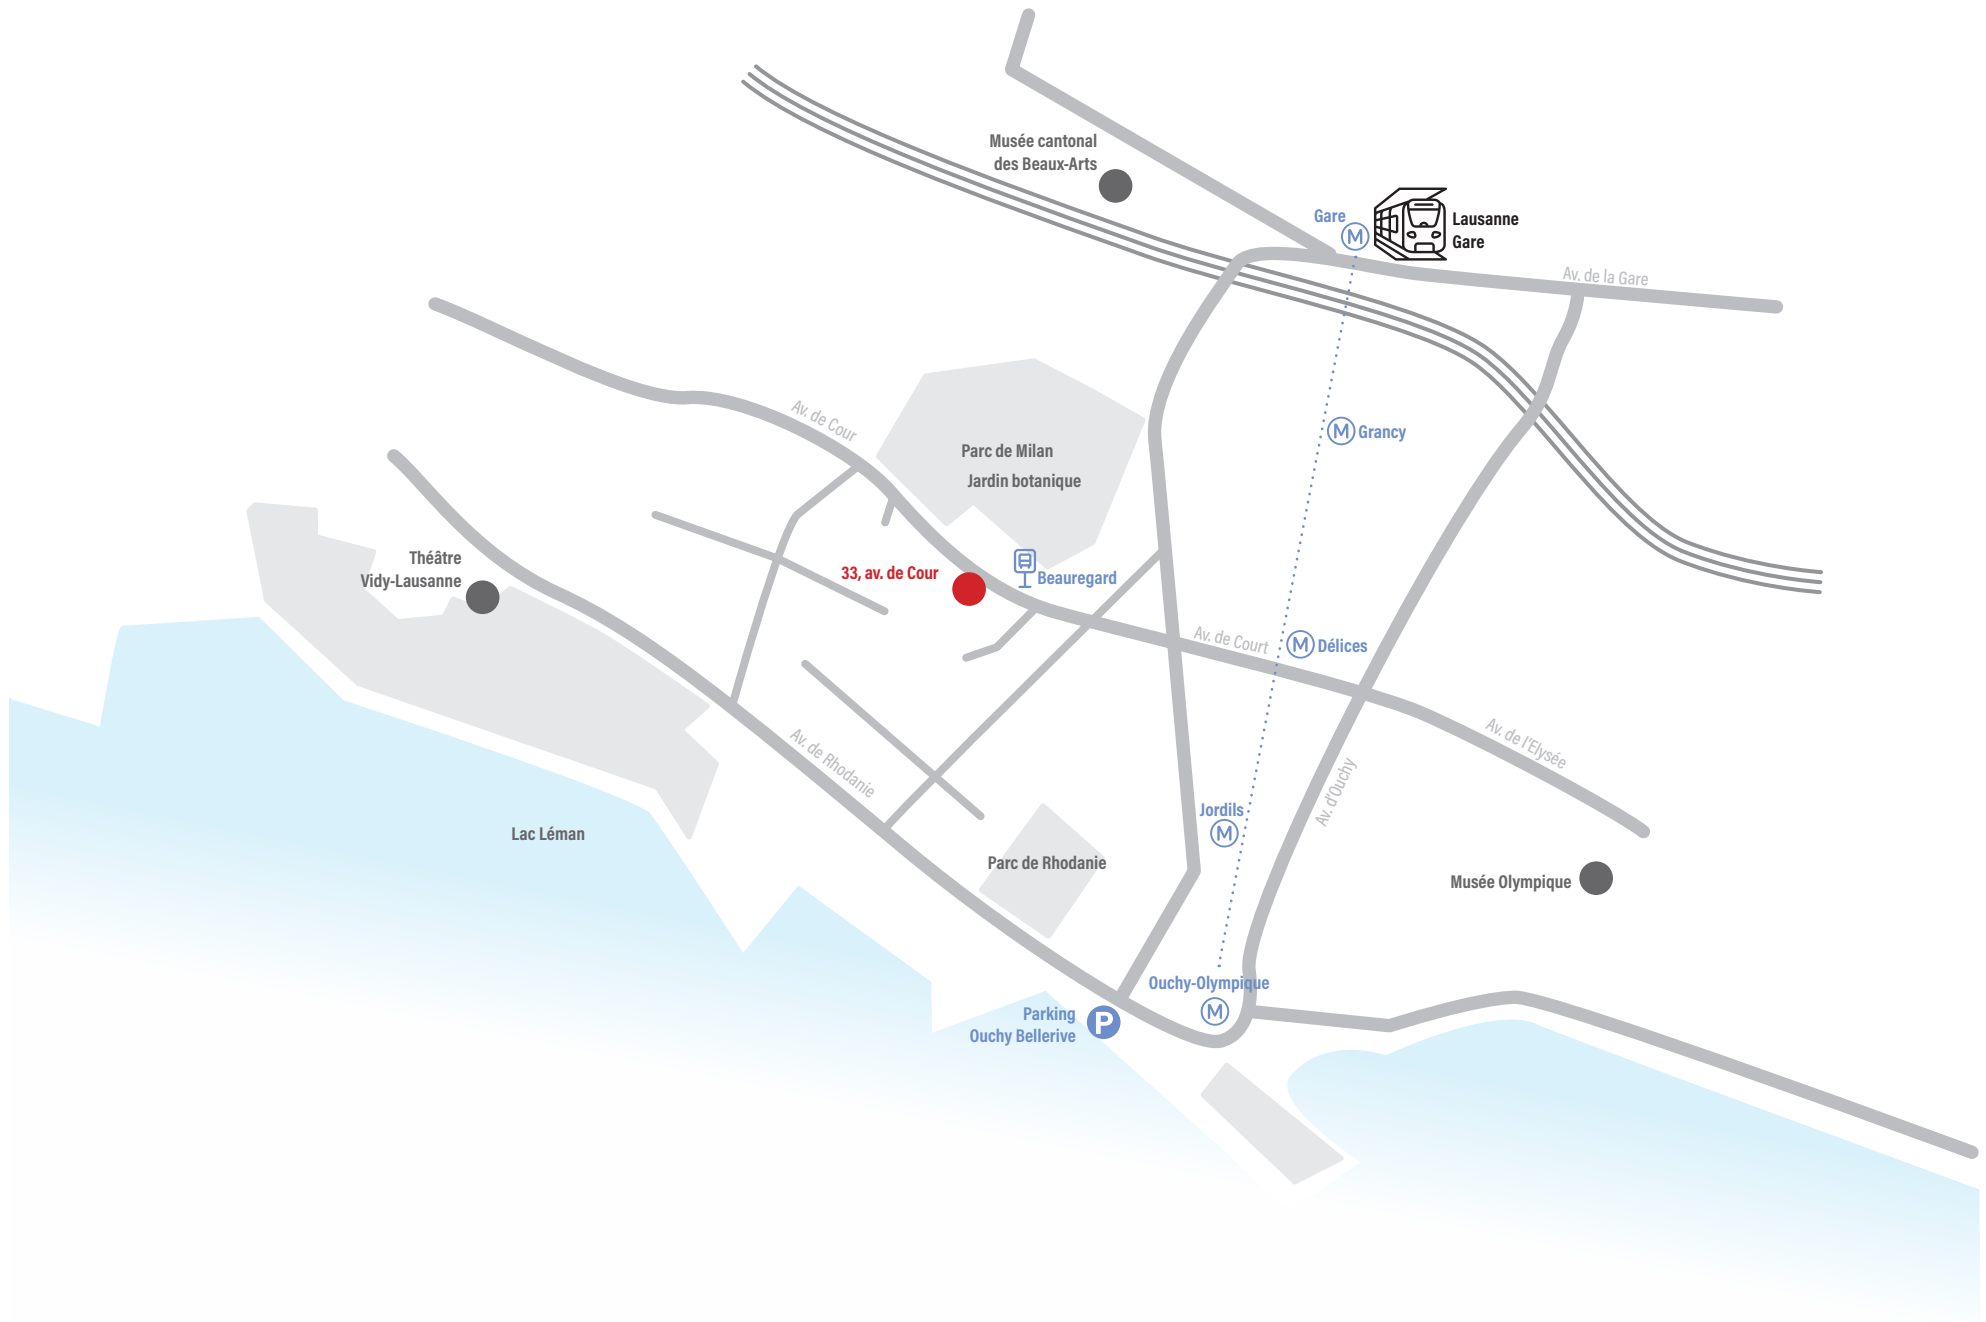 Musée cantonal
des Beaux-Arts
Gare
M
Lausanne
Gare
Av. de la Gare
Av. de Cour
M Grancy
Parc de Milan
Jardin botanique
Théâtre
Vidy-Lausanne
33, av. de Cour
Beauregard
Av. de Court
M Délices
Av. de Rhodanie
Av. de l'Elysée
Av. d'Ouchy
Jordils
M
Lac Léman
Parc de Rhodanie
Musée Olympique
Ouchy-Olympique
M
Parking
Ouchy Bellerive
P